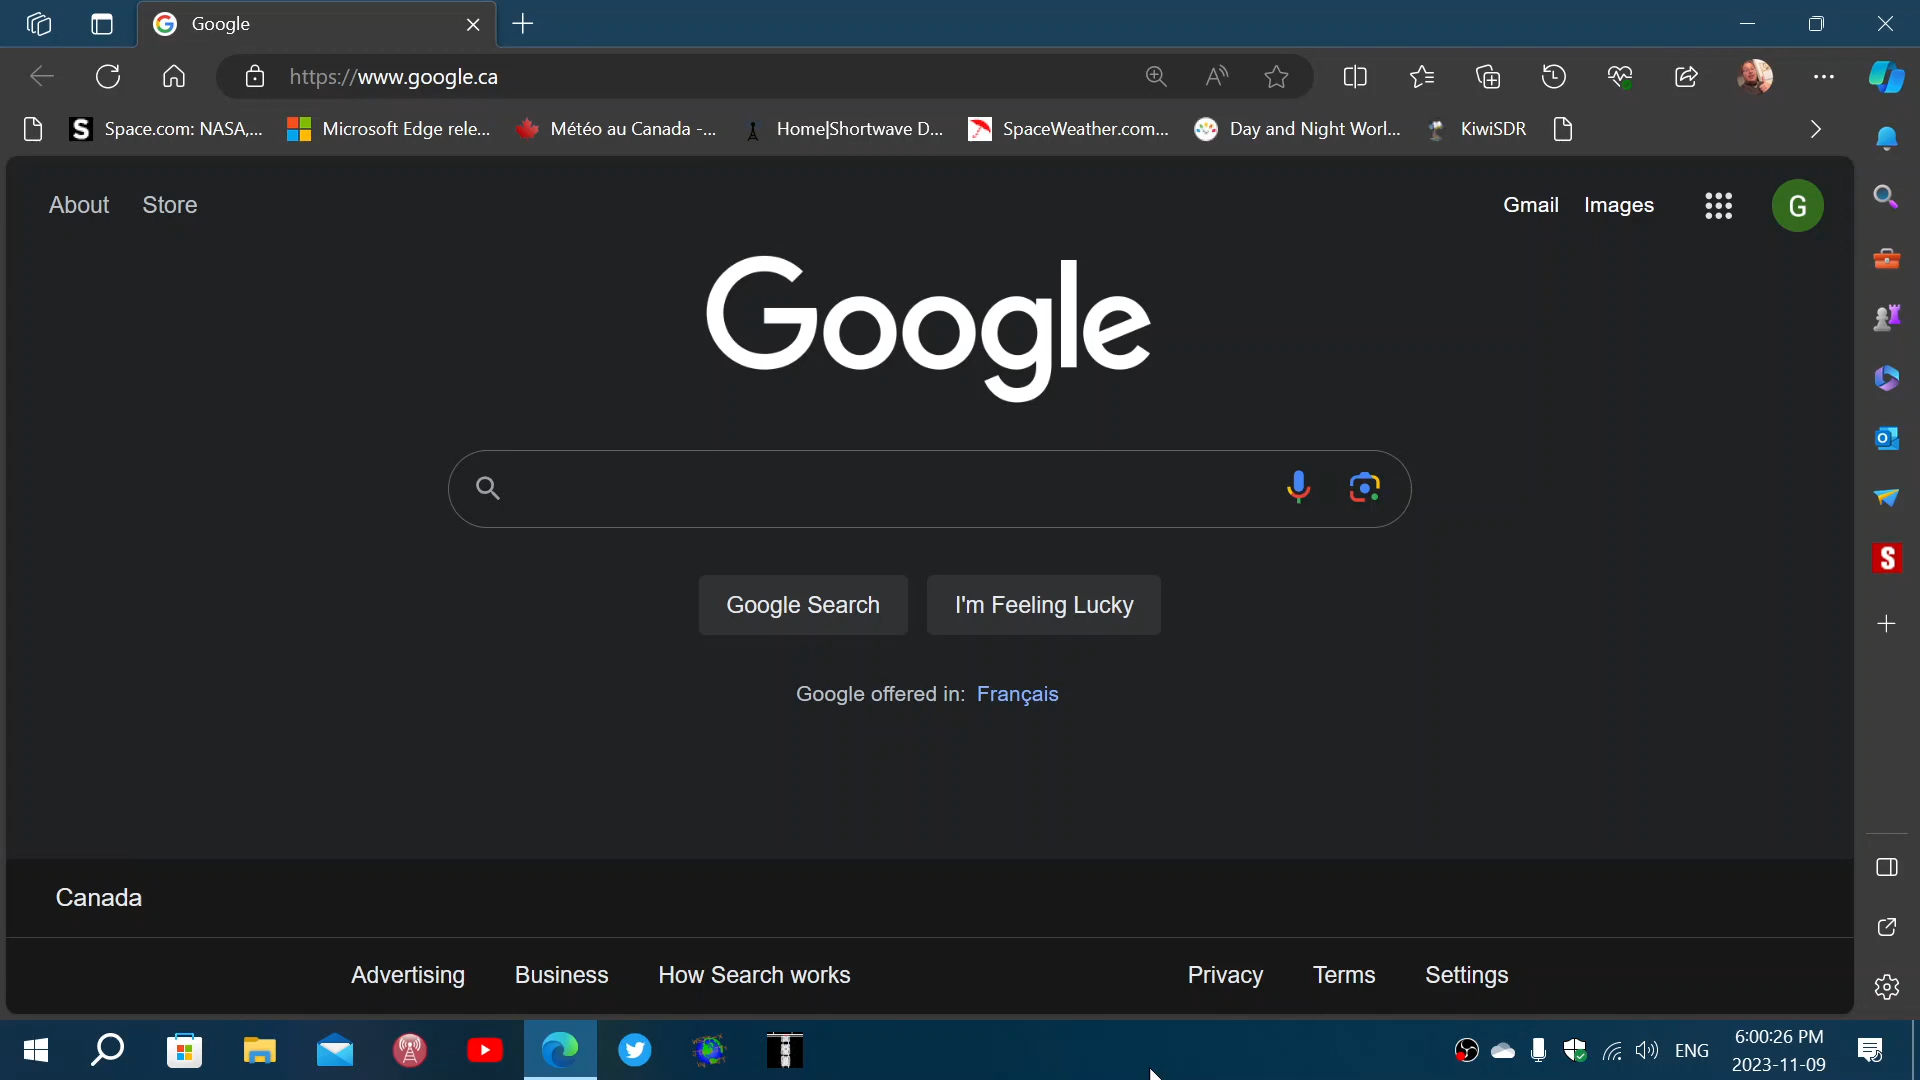 Google
https://www.google.ca
Space.com: NASA,...
Microsoft Edge rele...
Météo au Canada -...
Home|Shortwave D...
SpaceWeather.com...
Day and Night Worl...
KiwiSDR
About
Store
Gmail
Images
G
Google
Google Search
I'm Feeling Lucky
Google offered in: Français
Canada
Advertising
Business
How Search works
Privacy
Terms
Settings
ENG
6:00:26 PM
2023-11-09